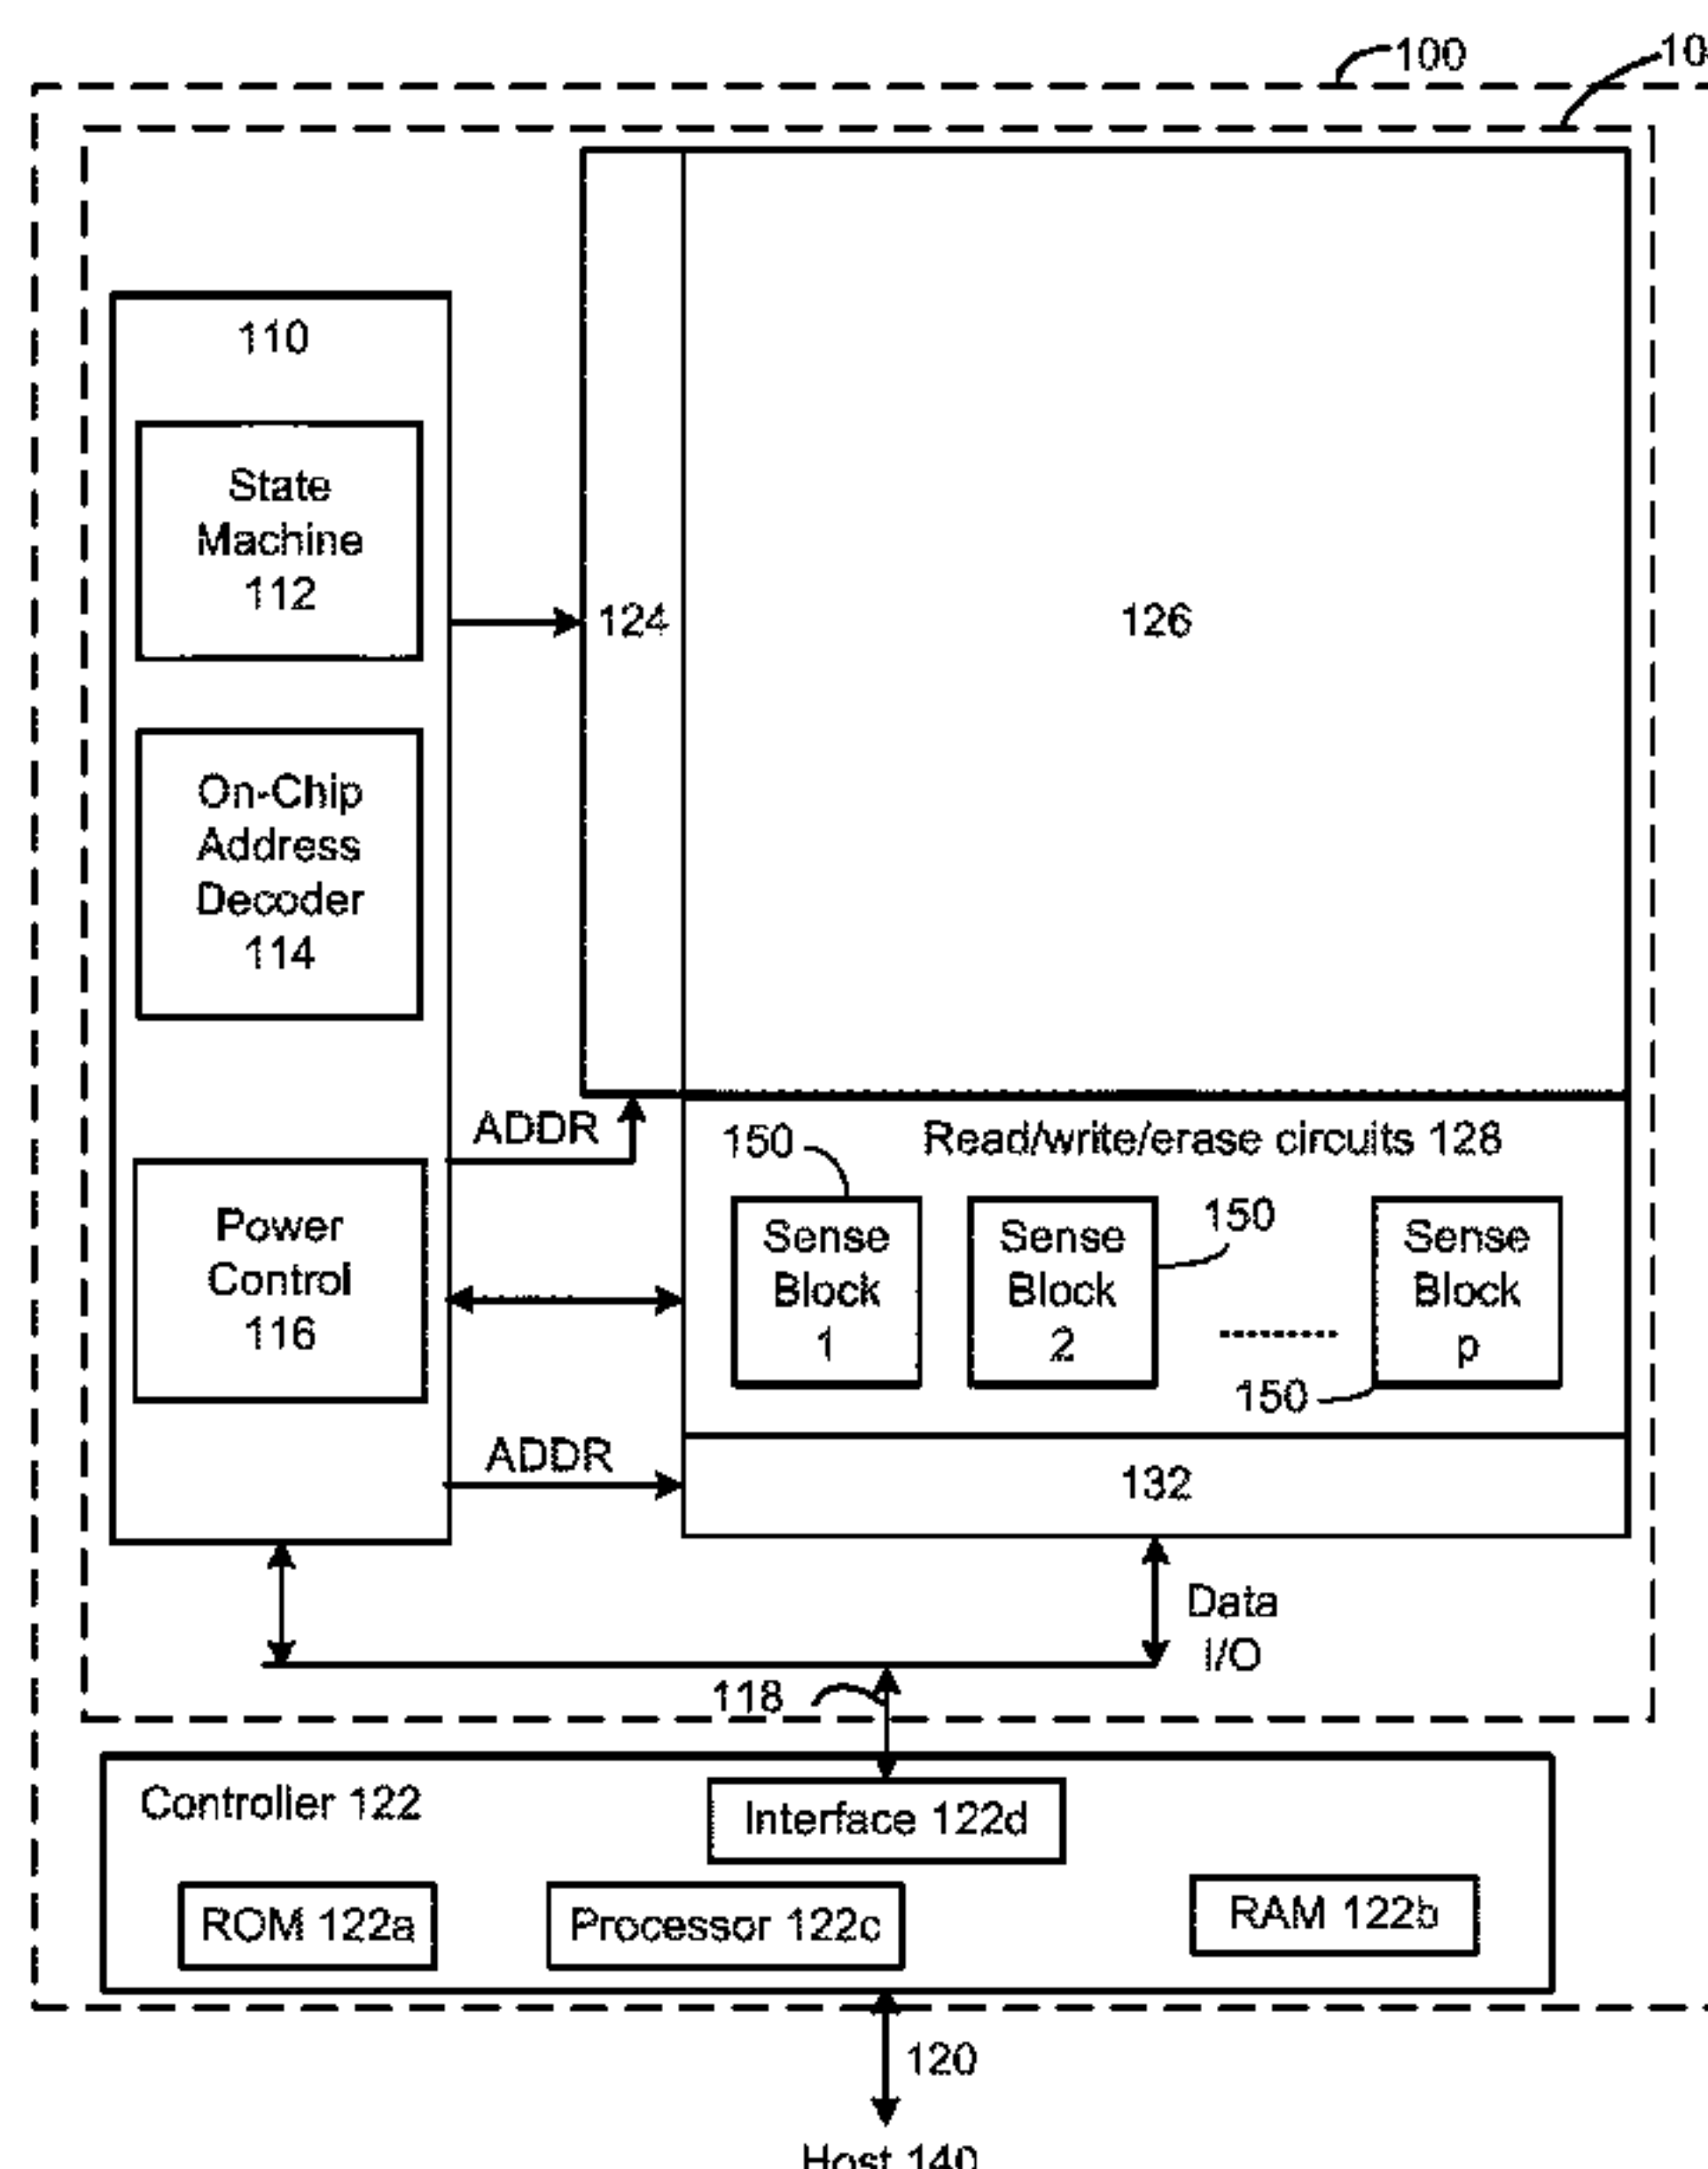 100
110
State
Machine
112
124
126
On-Chip
Address
Decoder
114
ADDR
150
Read/write/erase circuits 128
Power
Control
116
Sense
Block
1
Sense
Block
2
150
Sense
Block
p
150
ADDR
132
Data
I/O
118
Controller 122
Interface 122d
ROM 122a
Processor 122c
RAM 122b
120
Host 140